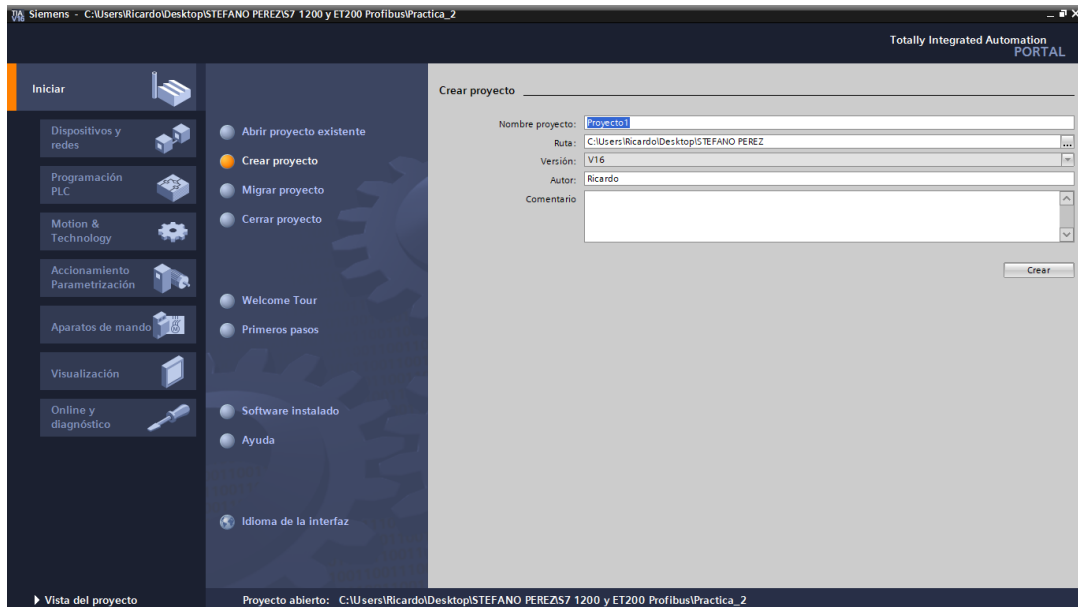 TIA V16 Siemens - C:\Users\Ricardo\Desktop\STEFANO PEREZ\S7 1200 y ET200 Profibus\Practica_2
Totally Integrated Automation
PORTAL
Iniciar
Dispositivos y
redes
Programación
PLC
Motion &
Technology
Accionamiento
Parametrización
Aparatos de mando
Visualización
Online y
diagnóstico
Abrir proyecto existente
Crear proyecto
Migrar proyecto
Cerrar proyecto
Welcome Tour
Primeros pasos
Software instalado
Ayuda
Idioma de la interfaz
Crear proyecto
Nombre proyecto: Proyecto1
Ruta: C:\Users\Ricardo\Desktop\STEFANO PEREZ ...
Versión: V16
Autor: Ricardo
Comentario
Crear
Vista del proyecto
Proyecto abierto: C:\Users\Ricardo\Desktop\STEFANO PEREZ\S7 1200 y ET200 Profibus\Practica_2